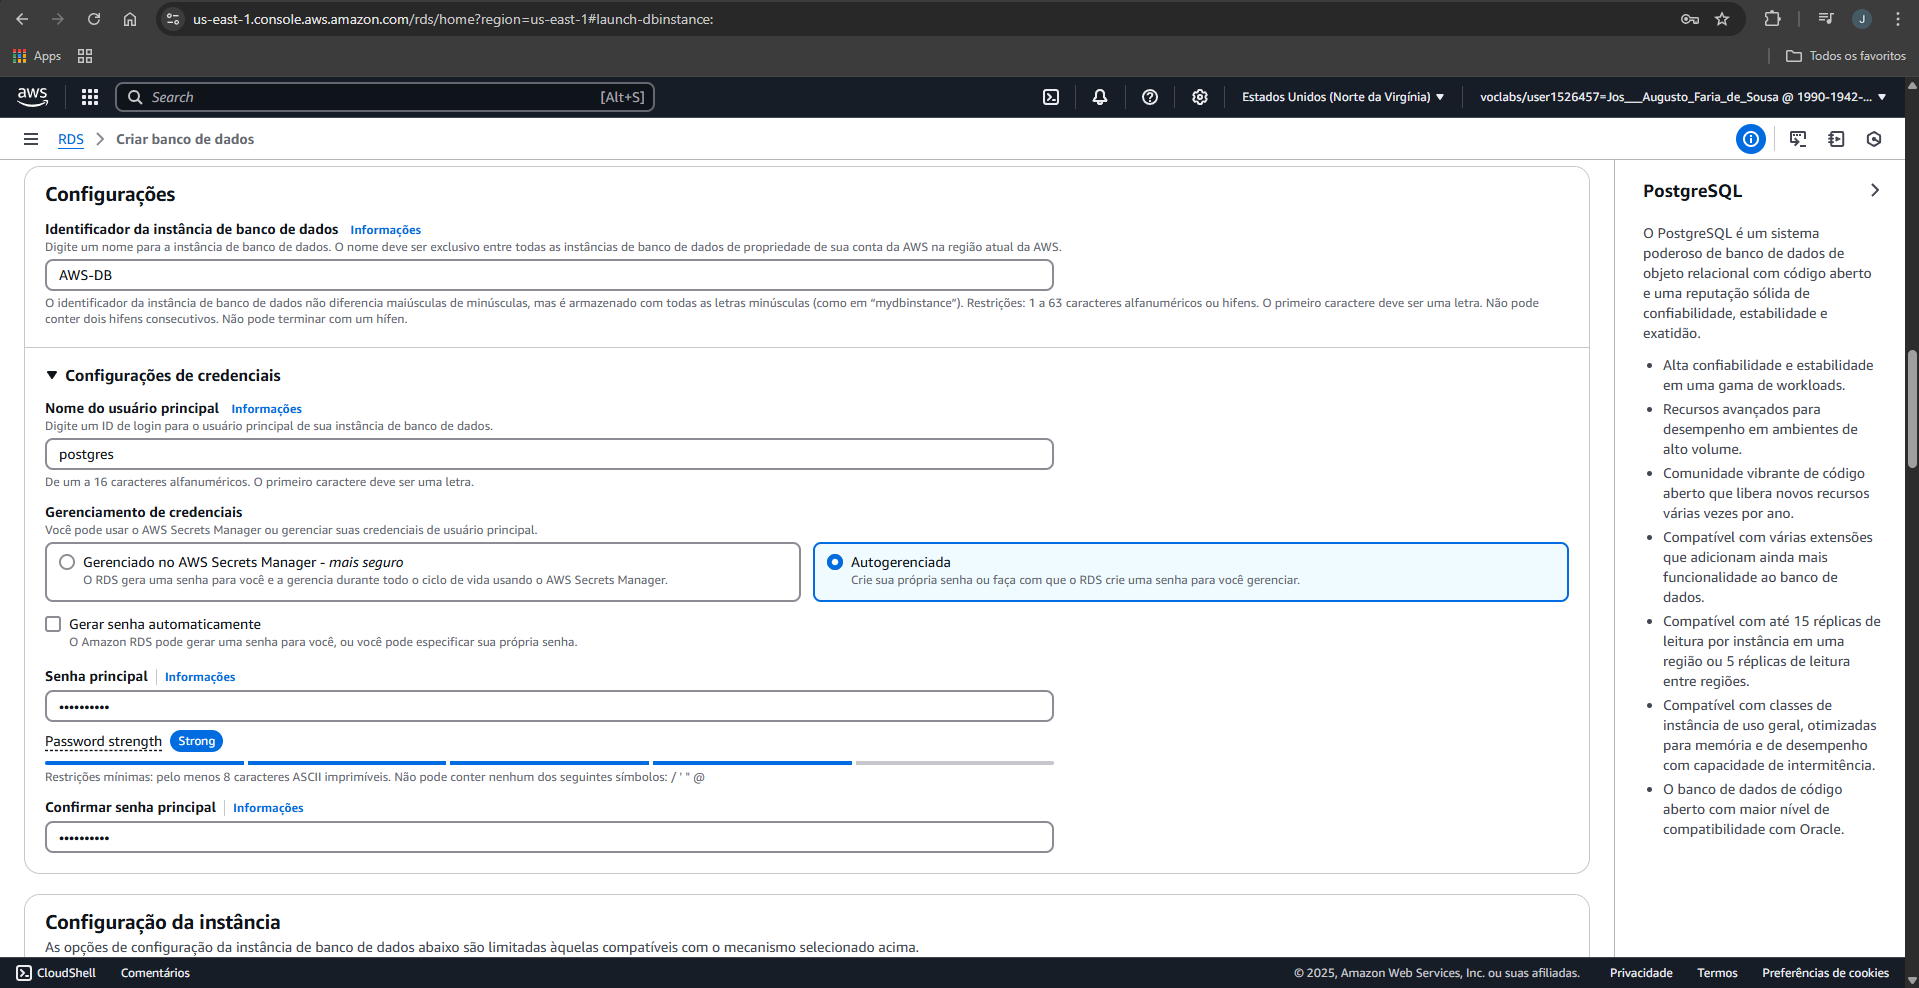 us-east-1.console.aws.amazon.com/rds/home?region=us-east-1#launch-dbinstance:
J
Apps
Todos os favoritos
aws
Search
[Alt+S]
Estados Unidos (Norte da Virgínia)
voclabs/user1526457=Jos___Augusto_Faria_de_Sousa @ 1990-1942-...
RDS
Criar banco de dados
Configurações
Identificador da instância de banco de dados Informações
Digite um nome para a instância de banco de dados. O nome deve ser exclusivo entre todas as instâncias de banco de dados de propriedade de sua conta da AWS na região atual da AWS.
AWS-DB
O identificador da instância de banco de dados não diferencia maiúsculas de minúsculas, mas é armazenado com todas as letras minúsculas (como em “mydbinstance”). Restrições: 1 a 63 caracteres alfanuméricos ou hifens. O primeiro caractere deve ser uma letra. Não pode
conter dois hifens consecutivos. Não pode terminar com um hífen.
Configurações de credenciais
Nome do usuário principal Informações
Digite um ID de login para o usuário principal de sua instância de banco de dados.
postgres
De um a 16 caracteres alfanuméricos. O primeiro caractere deve ser uma letra.
Gerenciamento de credenciais
Você pode usar o AWS Secrets Manager ou gerenciar suas credenciais de usuário principal.
Gerenciado no AWS Secrets Manager - mais seguro
O RDS gera uma senha para você e a gerencia durante todo o ciclo de vida usando o AWS Secrets Manager.
Autogerenciada
Crie sua própria senha ou faça com que o RDS crie uma senha para você gerenciar.
Gerar senha automaticamente
O Amazon RDS pode gerar uma senha para você, ou você pode especificar sua própria senha.
Senha principal Informações
••••••••••
Password strength Strong
Restrições mínimas: pelo menos 8 caracteres ASCII imprimíveis. Não pode conter nenhum dos seguintes símbolos: / ' " @
Confirmar senha principal Informações
••••••••••
Configuração da instância
As opções de configuração da instância de banco de dados abaixo são limitadas àquelas compatíveis com o mecanismo selecionado acima.
PostgreSQL
O PostgreSQL é um sistema
poderoso de banco de dados de
objeto relacional com código aberto
e uma reputação sólida de
confiabilidade, estabilidade e
exatidão.
• Alta confiabilidade e estabilidade
em uma gama de workloads.
• Recursos avançados para
desempenho em ambientes de
alto volume.
• Comunidade vibrante de código
aberto que libera novos recursos
várias vezes por ano.
• Compatível com várias extensões
que adicionam ainda mais
funcionalidade ao banco de
dados.
• Compatível com até 15 réplicas de
leitura por instância em uma
região ou 5 réplicas de leitura
entre regiões.
• Compatível com classes de
instância de uso geral, otimizadas
para memória e de desempenho
com capacidade de intermitência.
• O banco de dados de código
aberto com maior nível de
compatibilidade com Oracle.
CloudShell
Comentários
© 2025, Amazon Web Services, Inc. ou suas afiliadas.
Privacidade
Termos
Preferências de cookies